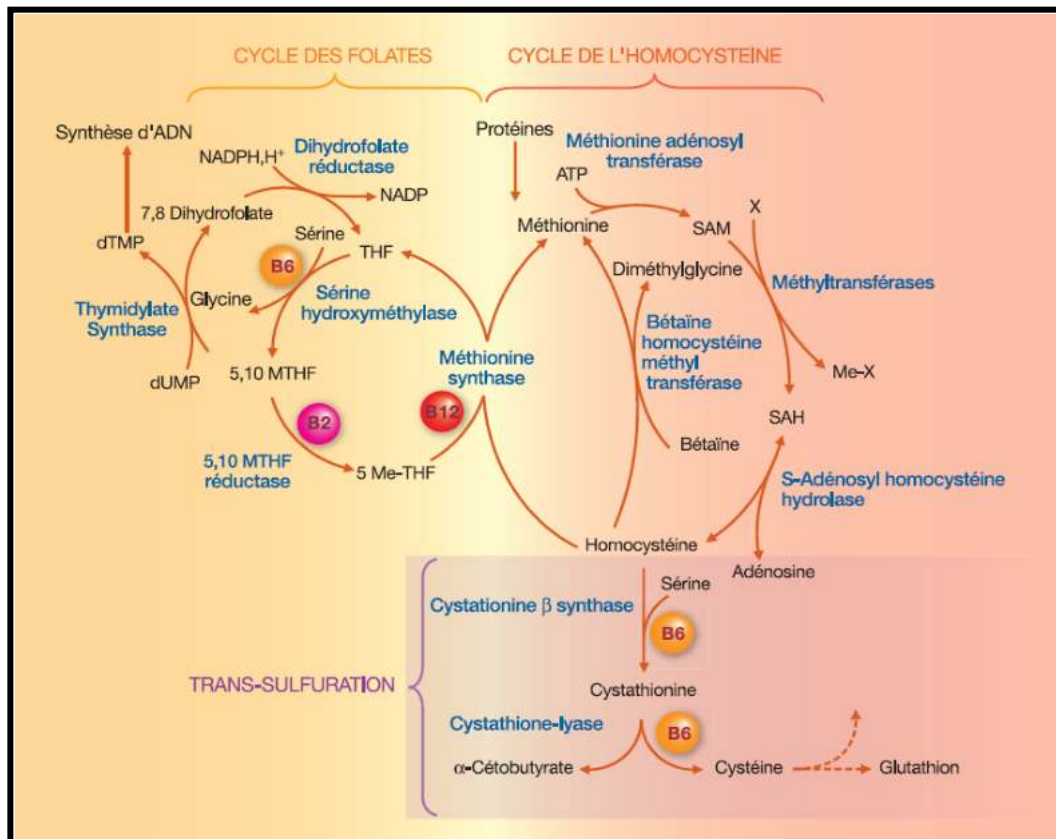 CYCLE DES FOLATES
CYCLE DE L'HOMOCYSTEINE
Synthèse d'ADN
NADPH,H+
Dihydrofolate
réductase
NADP
7,8 Dihydrofolate
dTMP
Sérine
THF
B6
Glycine
Sérine
hydroxyméthylase
Thymidylate
Synthase
dUMP
5,10 MTHF
B2
5,10 MTHF
réductase
5 Me-THF
B12
Méthionine
synthase
Protéines
Méthionine adénosyl
transférase
ATP
Méthionine
SAM
X
Diméthylglycine
Méthyltransférases
Bétaïne
homocystéine
méthyl
transférase
Me-X
SAH
Bétaïne
S-Adénosyl homocystéine
hydrolase
Homocystéine
Adénosine
TRANS-SULFURATION
Cystationine β synthase
Sérine
B6
Cystathionine
Cystathione-lyase
B6
α-Cétobutyrate
Cystéine
Glutathion